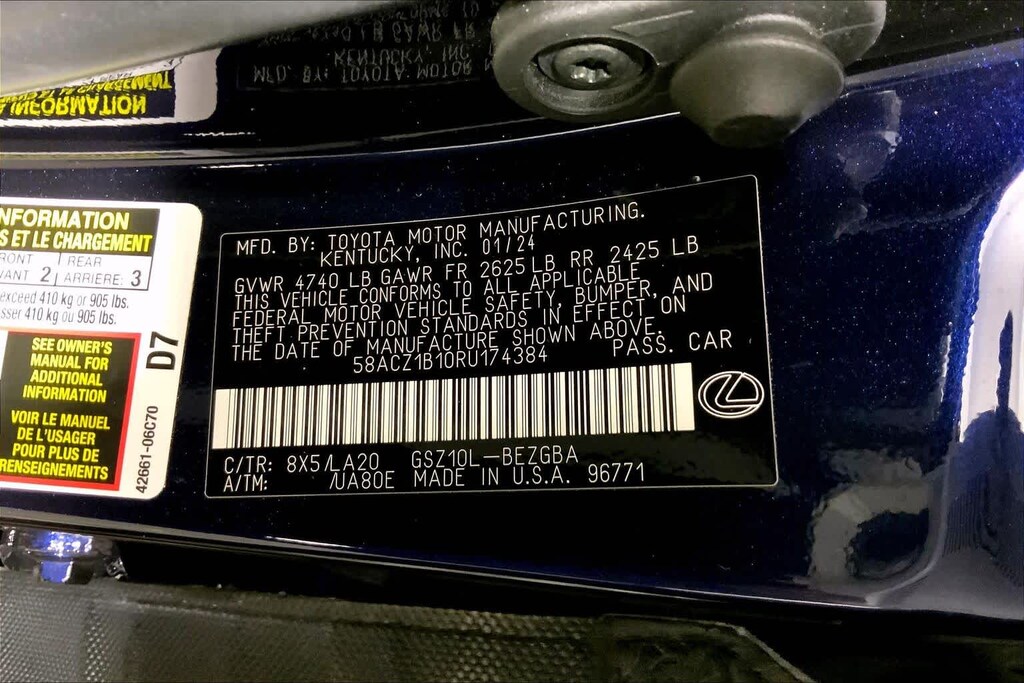 MFD. BY: TOYOTA MOTOR MANUFACTURING.
KENTUCKY, INC. 01/24
GVWR 4740 LB GAWR FR 2625 LB RR 2425 LB
THIS VEHICLE CONFORMS TO ALL APPLICABLE
FEDERAL MOTOR VEHICLE SAFETY, BUMPER, AND
THEFT PREVENTION STANDARDS IN EFFECT ON
THE DATE OF MANUFACTURE SHOWN ABOVE.
58ACZ1B10RU174384 PASS. CAR
C/TR: 8X5/LA20 GSZ10L-BEZGBA
A/TM: /UA80E MADE IN U.S.A. 96771
NFORMATION
S ET LE CHARGEMENT
RONT REAR
VANT 2 ARRIÈRE: 3
exceed 410 kg or 905 lbs.
sser 410 kg ou 905 lbs.
SEE OWNER'S
MANUAL FOR
ADDITIONAL
INFORMATION
VOIR LE MANUEL
DE L'USAGER
POUR PLUS DE
RENSEIGNEMENTS
D7
42661-06C70